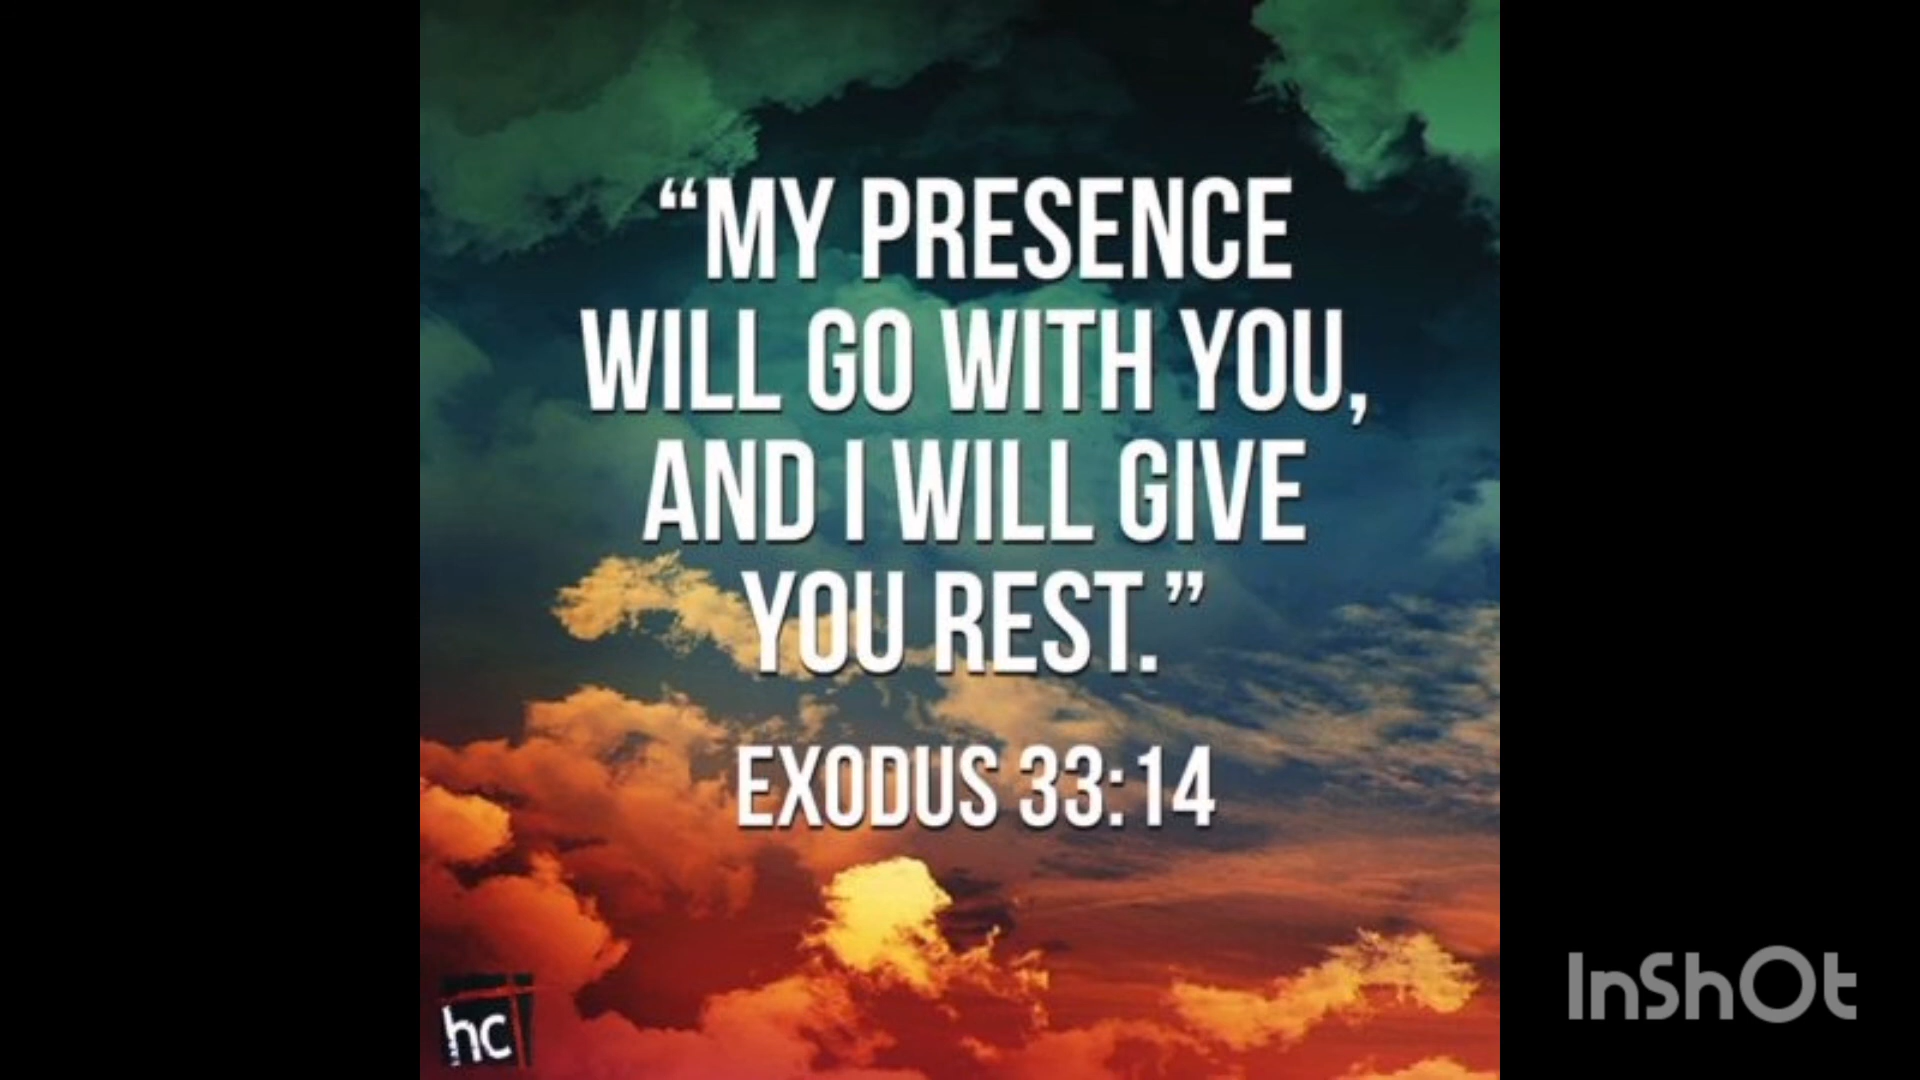 “MY PRESENCE
WILL GO WITH YOU,
AND I WILL GIVE
YOU REST.”
EXODUS 33:14
hc
InShOt